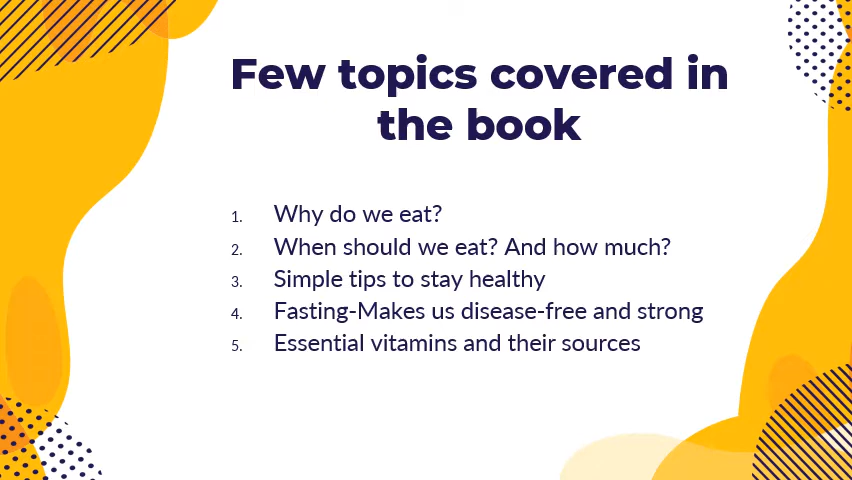 Few topics covered in
the book
1. Why do we eat?
2. When should we eat? And how much?
3. Simple tips to stay healthy
4. Fasting-Makes us disease-free and strong
5. Essential vitamins and their sources